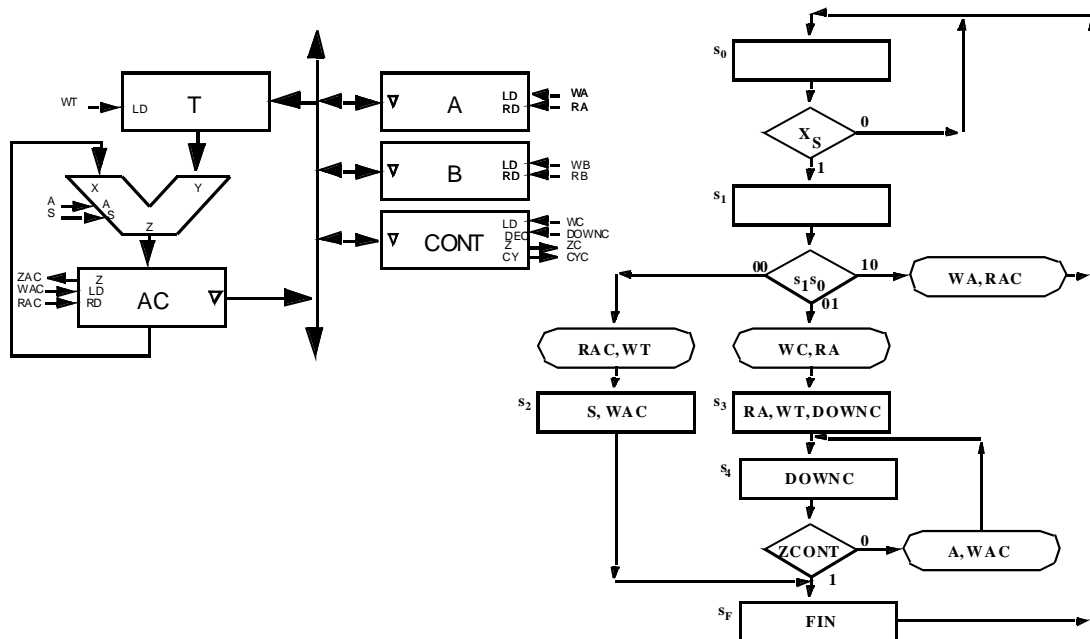 WT
LD
T
X
Y
A
S
A
S
Z
ZAC
WAC
RAC
Z
LD
RD
AC
A
LD
RD
WA
RA
B
LD
RD
WB
RB
CONT
LD
DEC
Z
CY
WC
DOWNC
ZC
CYC
s0
XS
0
1
s1
00
s1s0
10
01
WA, RAC
RAC, WT
WC, RA
s2
S, WAC
s3
RA, WT, DOWNC
s4
DOWNC
ZCONT
0
A, WAC
1
sF
FIN